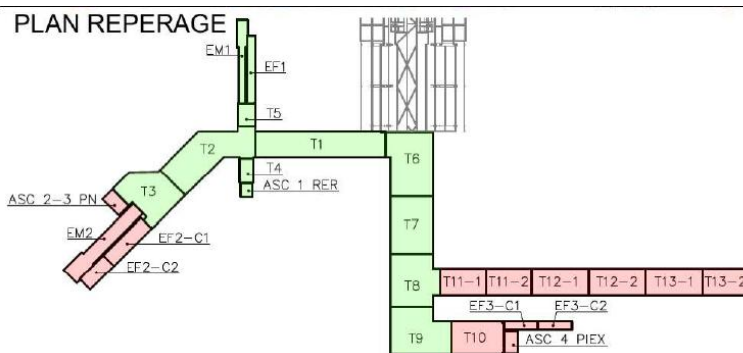 PLAN REPERAGE
EM1
EF1
T5
T2
T1
T6
T4
ASC 1 RER
T3
ASC 2-3 PN
T7
EM2
EF2-C1
EF2-C2
T8
T11-1 T11-2 T12-1 T12-2 T13-1 T13-2
EF3-C1 EF3-C2
T9
T10
ASC 4 PIEX